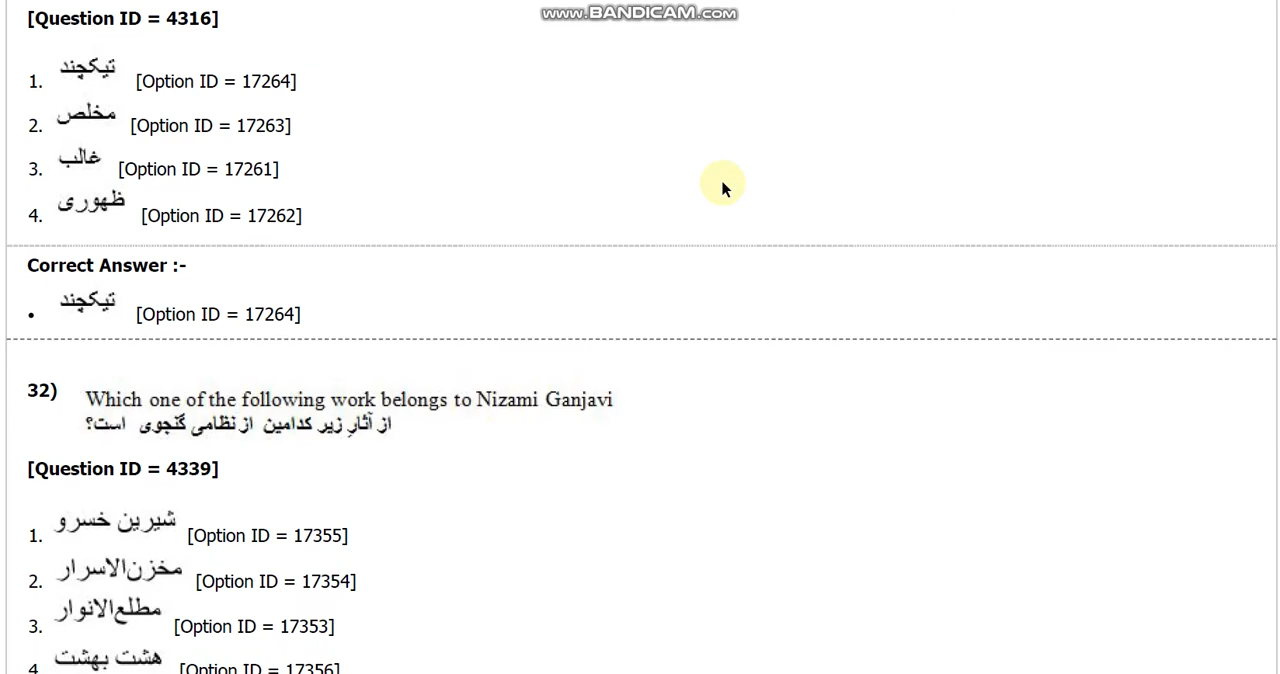 www.BANDICAM.com
[Question ID = 4316]
1. تیکچند [Option ID = 17264]
2. مخلص [Option ID = 17263]
3. غالب [Option ID = 17261]
4. ظهوری [Option ID = 17262]
Correct Answer :-
• تیکچند [Option ID = 17264]
32) Which one of the following work belongs to Nizami Ganjavi
از آثارِ زیر کدامین از نظامی گنجوی است؟
[Question ID = 4339]
1. شیرین خسرو [Option ID = 17355]
2. مخزن‌الاسرار [Option ID = 17354]
3. مطلع‌الانوار [Option ID = 17353]
4. هشت بهشت [Option ID = 17356]